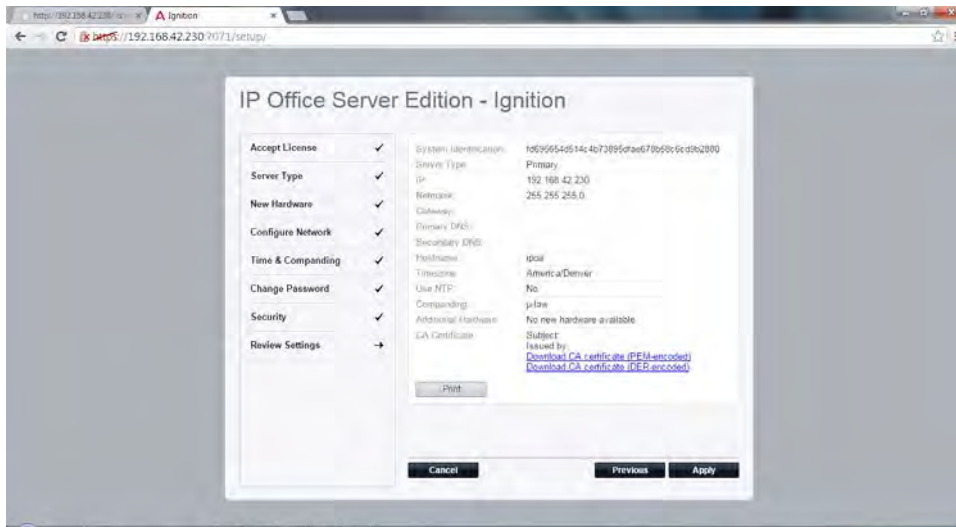 Ignition
https://192.168.42.230:7071/setup/
IP Office Server Edition - Ignition
Accept License
Server Type
New Hardware
Configure Network
Time & Companding
Change Password
Security
Review Settings
System Identification:
Server Type: Primary
IP: 192.168.42.230
Netmask: 255.255.255.0
Gateway:
Primary DNS:
Secondary DNS:
Hostname:
Timezone: America/Denver
Use NTP: No
Companding: µ-law
Additional Hardware: No new hardware available
CA Certificate: Subject:
Issued by:
Download CA certificate (PEM-encoded)
Download CA certificate (DER-encoded)
Print
Cancel
Previous
Apply